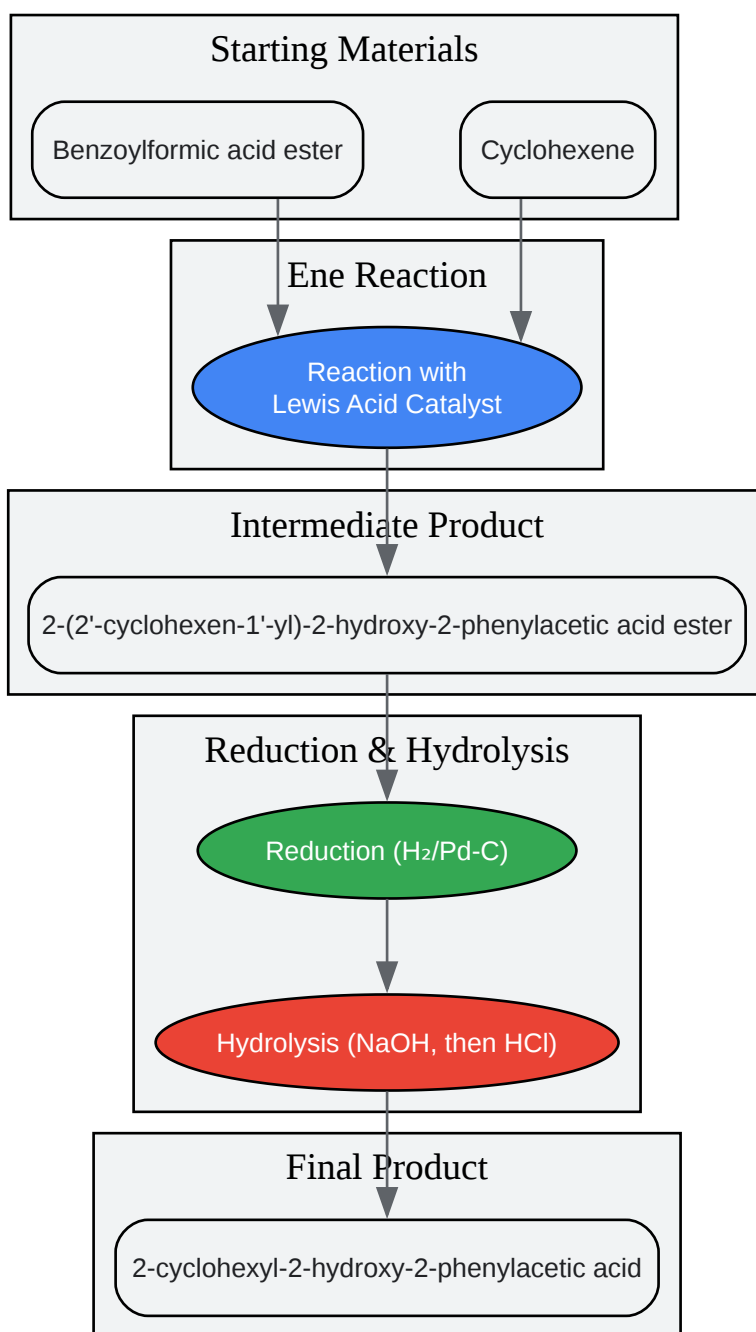 Starting Materials
Benzoylformic acid ester
Cyclohexene
Ene Reaction
Reaction with
Lewis Acid Catalyst
Intermediate Product
2-(2'-cyclohexen-1'-yl)-2-hydroxy-2-phenylacetic acid ester
Reduction & Hydrolysis
Reduction (H₂/Pd-C)
Hydrolysis (NaOH, then HCl)
Final Product
2-cyclohexyl-2-hydroxy-2-phenylacetic acid